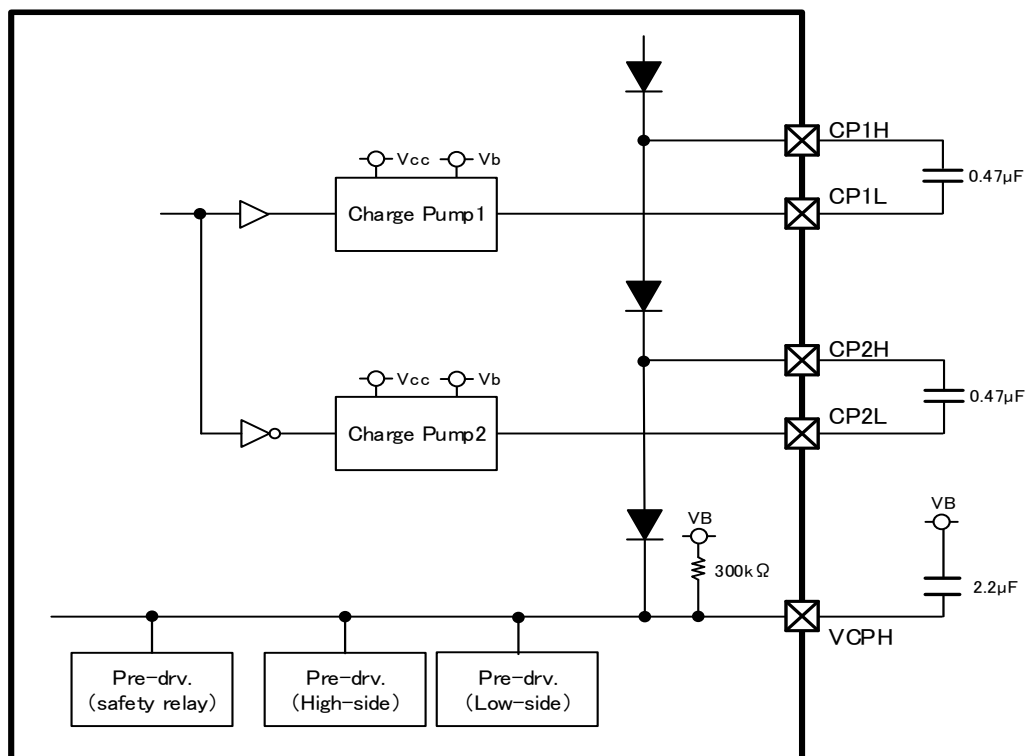 CP1H
Vcc
Vb
0.47μF
CP1L
Charge Pump1
CP2H
Vcc
Vb
0.47μF
CP2L
Charge Pump2
VB
VB
300kΩ
2.2μF
VCPH
Pre-drv.
(safety relay)
Pre-drv.
(High-side)
Pre-drv.
(Low-side)